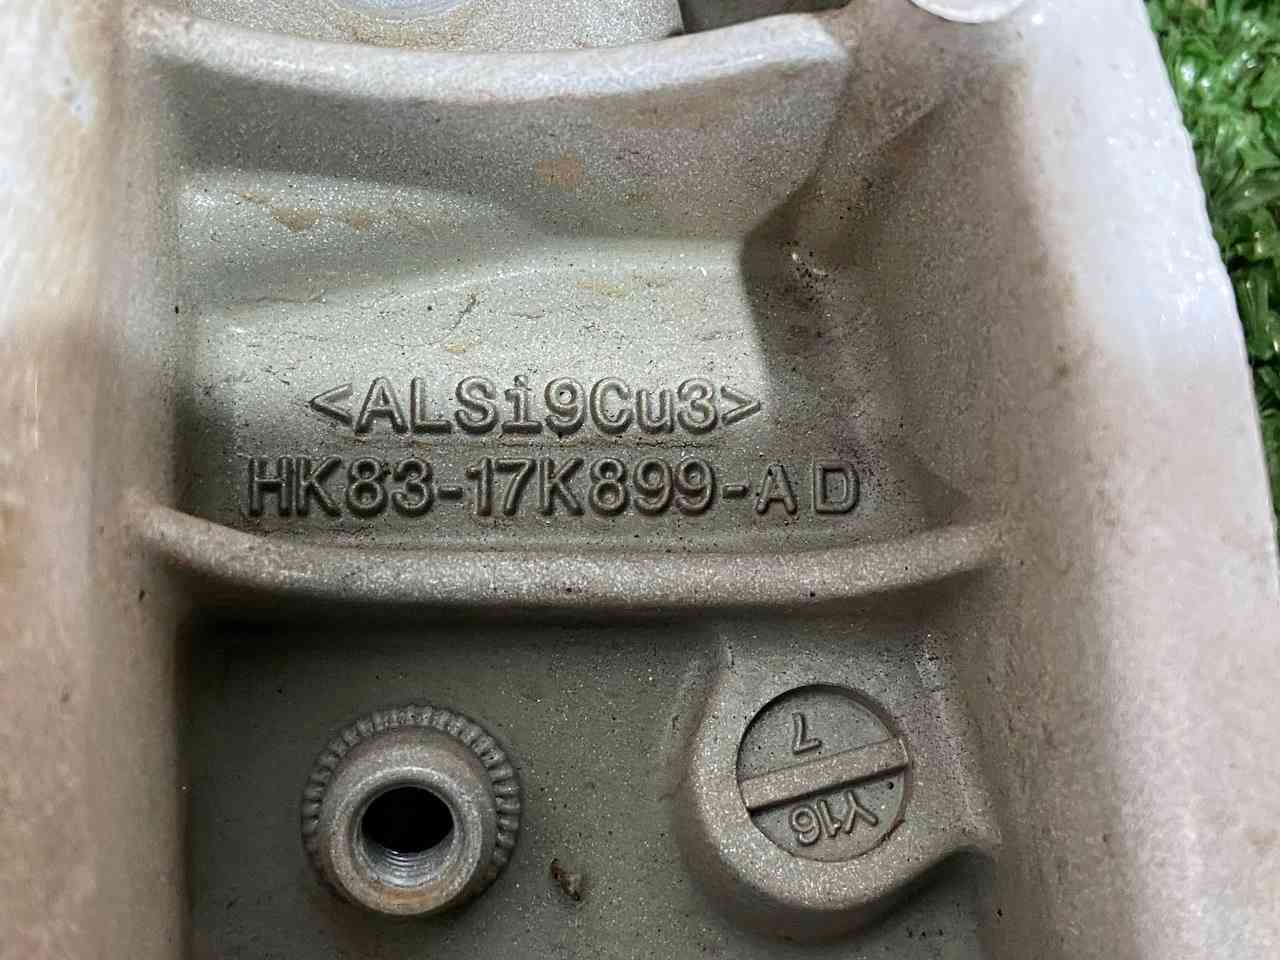 <ALSi9Cu3>
HK83-17K899-AD
7
Y16